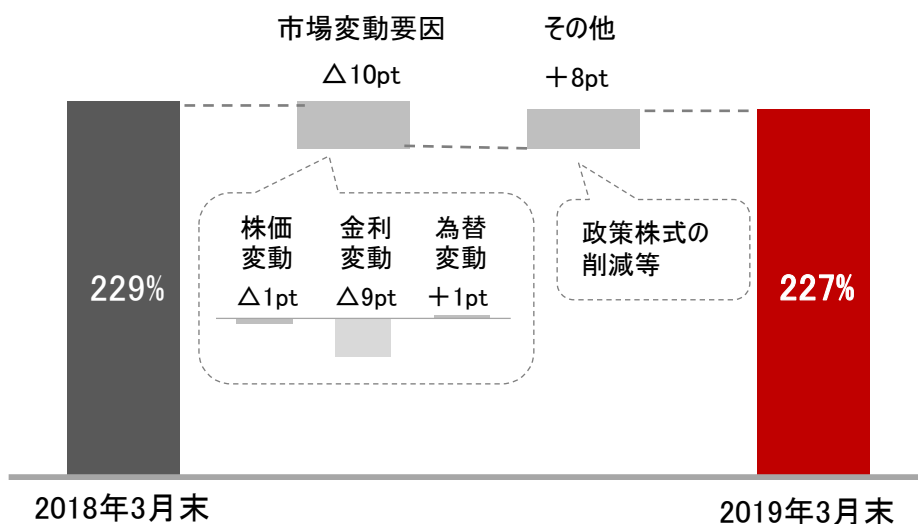 市場変動要因
△10pt
その他
＋8pt
株価
変動
△1pt
金利
変動
△9pt
為替
変動
＋1pt
政策株式の
削減等
229%
227%
2018年3月末
2019年3月末